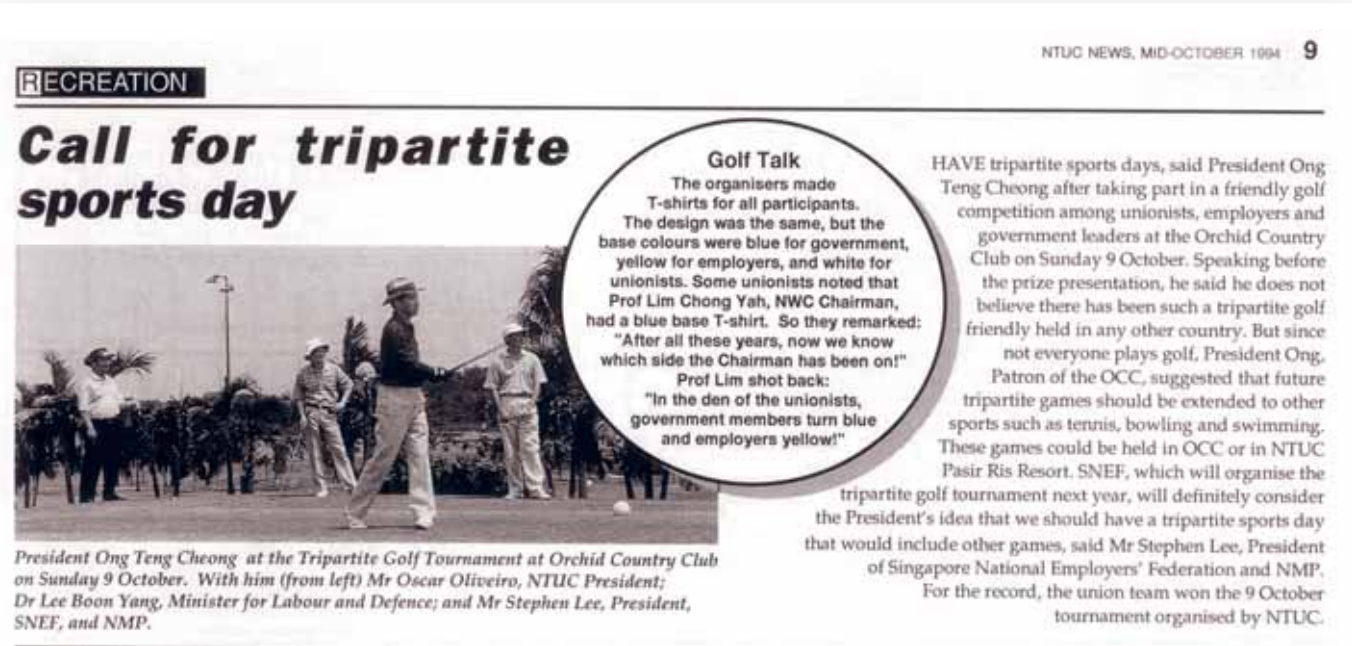 NTUC NEWS, MID-OCTOBER 1994 9
RECREATION
Call for tripartite
sports day
Golf Talk
The organisers made
T-shirts for all participants.
The design was the same, but the
base colours were blue for government,
yellow for employers, and white for
unionists. Some unionists noted that
Prof Lim Chong Yah, NWC Chairman,
had a blue base T-shirt. So they remarked:
"After all these years, now we know
which side the Chairman has been on!"
Prof Lim shot back:
"In the den of the unionists,
government members turn blue
and employers yellow!"
HAVE tripartite sports days, said President Ong
Teng Cheong after taking part in a friendly golf
competition among unionists, employers and
government leaders at the Orchid Country
Club on Sunday 9 October. Speaking before
the prize presentation, he said he does not
believe there has been such a tripartite golf
friendly held in any other country. But since
not everyone plays golf, President Ong,
Patron of the OCC, suggested that future
tripartite games should be extended to other
sports such as tennis, bowling and swimming.
These games could be held in OCC or in NTUC
Pasir Ris Resort. SNEF, which will organise the
tripartite golf tournament next year, will definitely consider
the President's idea that we should have a tripartite sports day
that would include other games, said Mr Stephen Lee, President
of Singapore National Employers' Federation and NMP.
For the record, the union team won the 9 October
tournament organised by NTUC.
President Ong Teng Cheong at the Tripartite Golf Tournament at Orchid Country Club
on Sunday 9 October. With him (from left) Mr Oscar Oliveiro, NTUC President;
Dr Lee Boon Yang, Minister for Labour and Defence; and Mr Stephen Lee, President,
SNEF, and NMP.